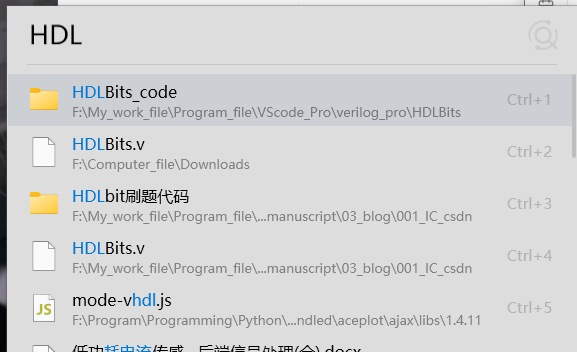 HDL
HDLBits_code
F:\My_work_file\Program_file\VScode_Pro\verilog_pro\HDLBits
Ctrl+1
HDLBits.v
F:\Computer_file\Downloads
Ctrl+2
HDLbit刷题代码
F:\My_work_file\Program_file\...manuscript\03_blog\001_IC_csdn
Ctrl+3
HDLBits.v
F:\My_work_file\Program_file\...manuscript\03_blog\001_IC_csdn
Ctrl+4
JS
mode-vhdl.js
F:\Program\Programming\Python\...ndled\aceplot\ajax\libs\1.4.11
Ctrl+5